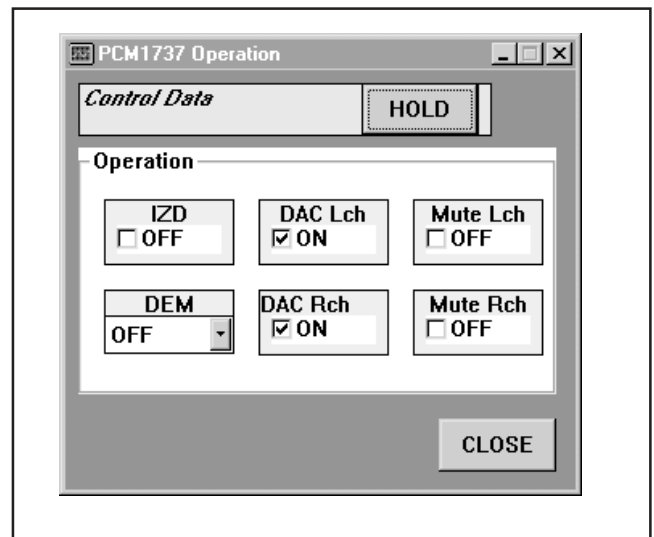 PCM1737 Operation
Control Data
HOLD
Operation
IZD
OFF
DAC Lch
ON
Mute Lch
OFF
DEM
OFF
DAC Rch
ON
Mute Rch
OFF
CLOSE